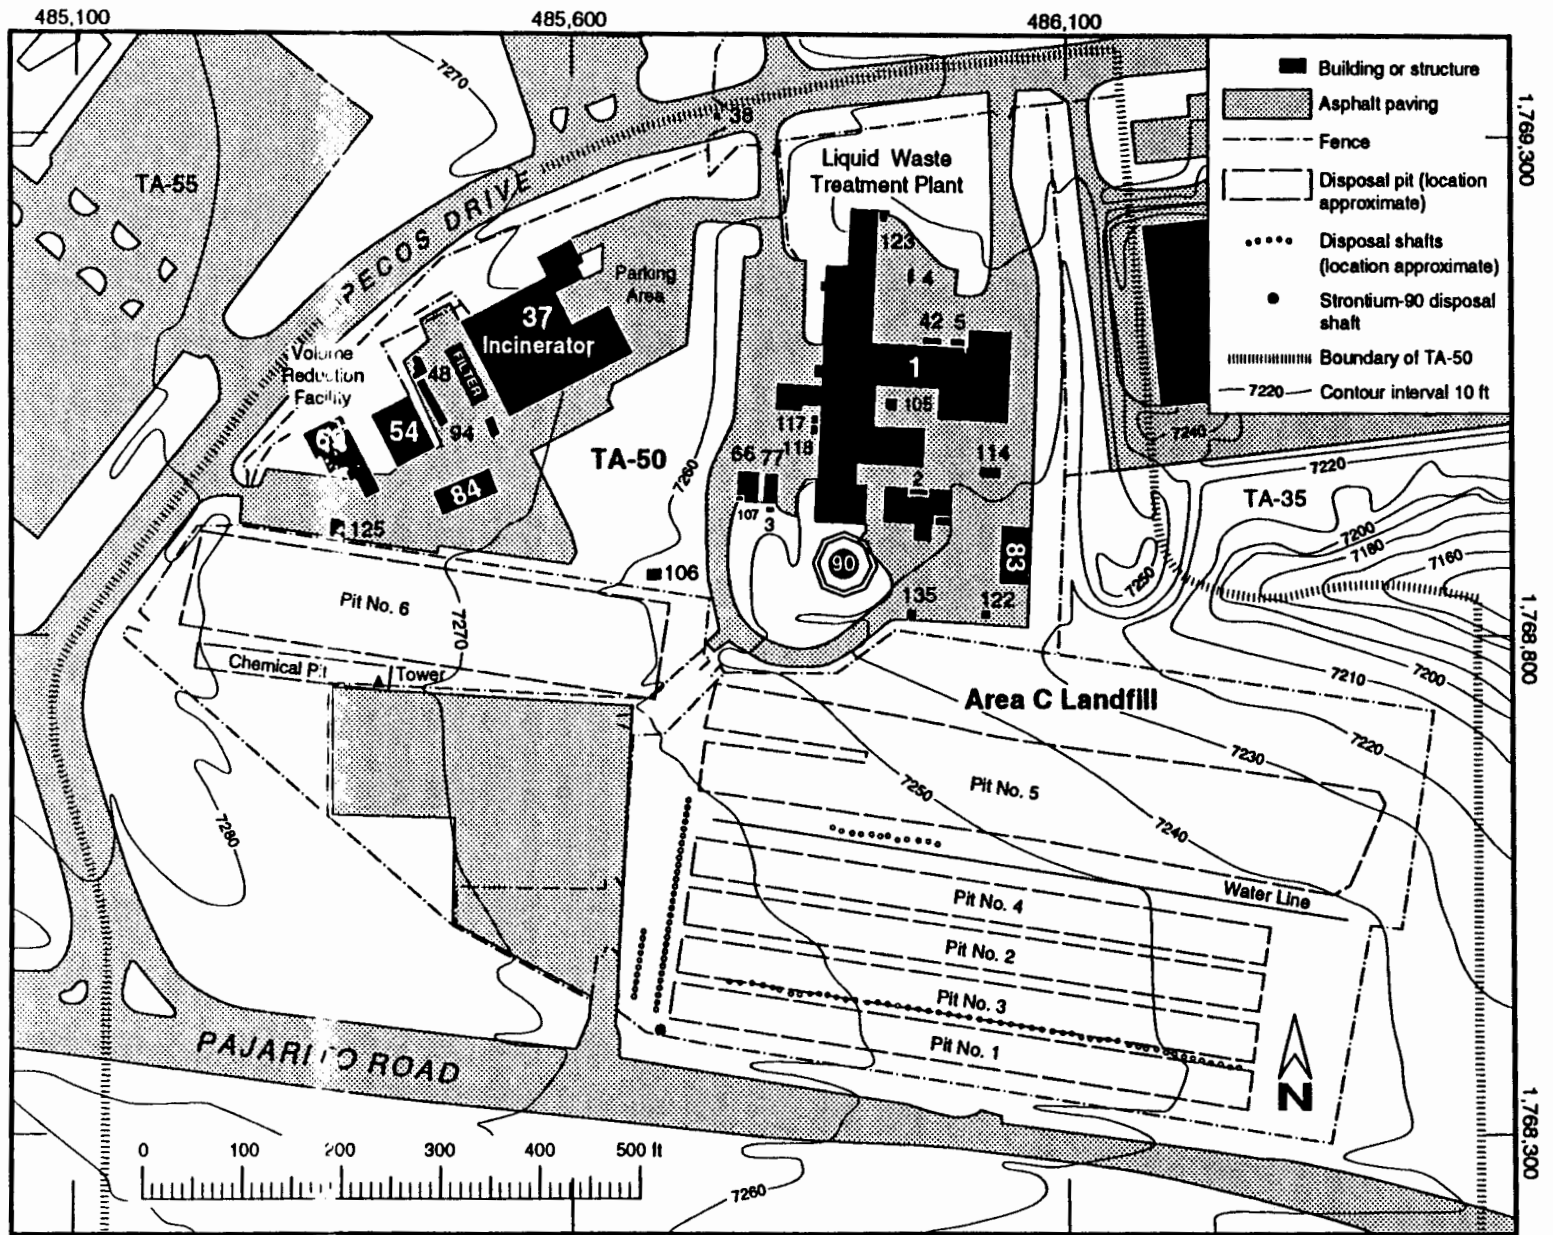 485,100
485,600
486,100
Building or structure
Asphalt paving
Fence
Disposal pit (location
approximate)
Disposal shafts
(location approximate)
Strontium-90 disposal
shaft
Boundary of TA-50
7220
Contour interval 10 ft
1,769,300
1,768,800
1,768,300
7270
38
TA-55
PECOS DRIVE
Liquid Waste
Treatment Plant
123
4
42
5
1
105
117
118
66
77
107
3
2
114
90
83
135
122
Parking
Area
37
Incinerator
FILTER
48
Volume
Reduction
Facility
54
94
84
125
TA-50
7260
106
7240
7220
TA-35
7200
7180
7160
7250
7210
7200
7220
7230
Pit No. 6
7270
Chemical Pit
Tower
Area C Landfill
Pit No. 5
7250
7240
Water Line
7280
Pit No. 4
Pit No. 2
Pit No. 3
Pit No. 1
N
PAJARITO ROAD
0
100
200
300
400
500 ft
7260